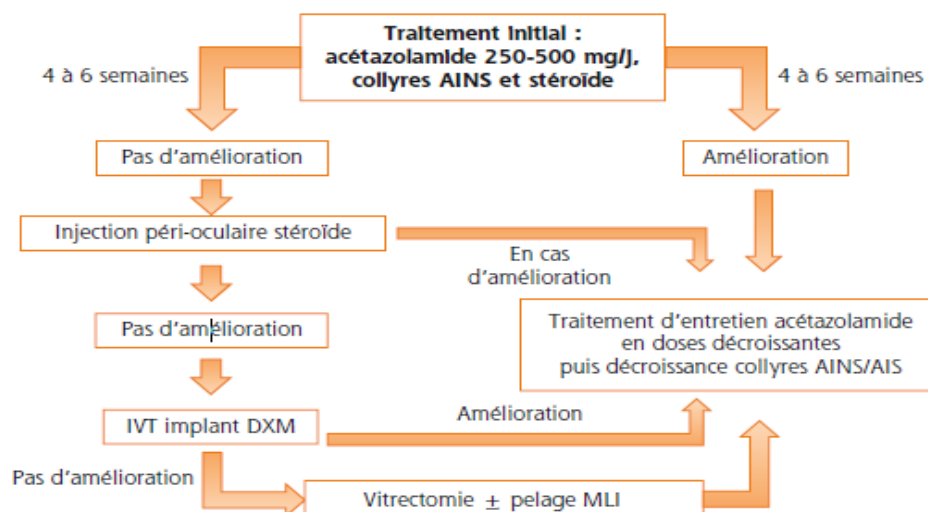 Traitement initial :
acétazolamide 250-500 mg/J,
collyres AINS et stéroïde
4 à 6 semaines
4 à 6 semaines
Pas d'amélioration
Amélioration
Injection péri-oculaire stéroïde
En cas
d'amélioration
Pas d'amélioration
Traitement d'entretien acétazolamide
en doses décroissantes
puis décroissance collyres AINS/AIS
IVT implant DXM
Amélioration
Pas d'amélioration
Vitrectomie ± pelage MLI